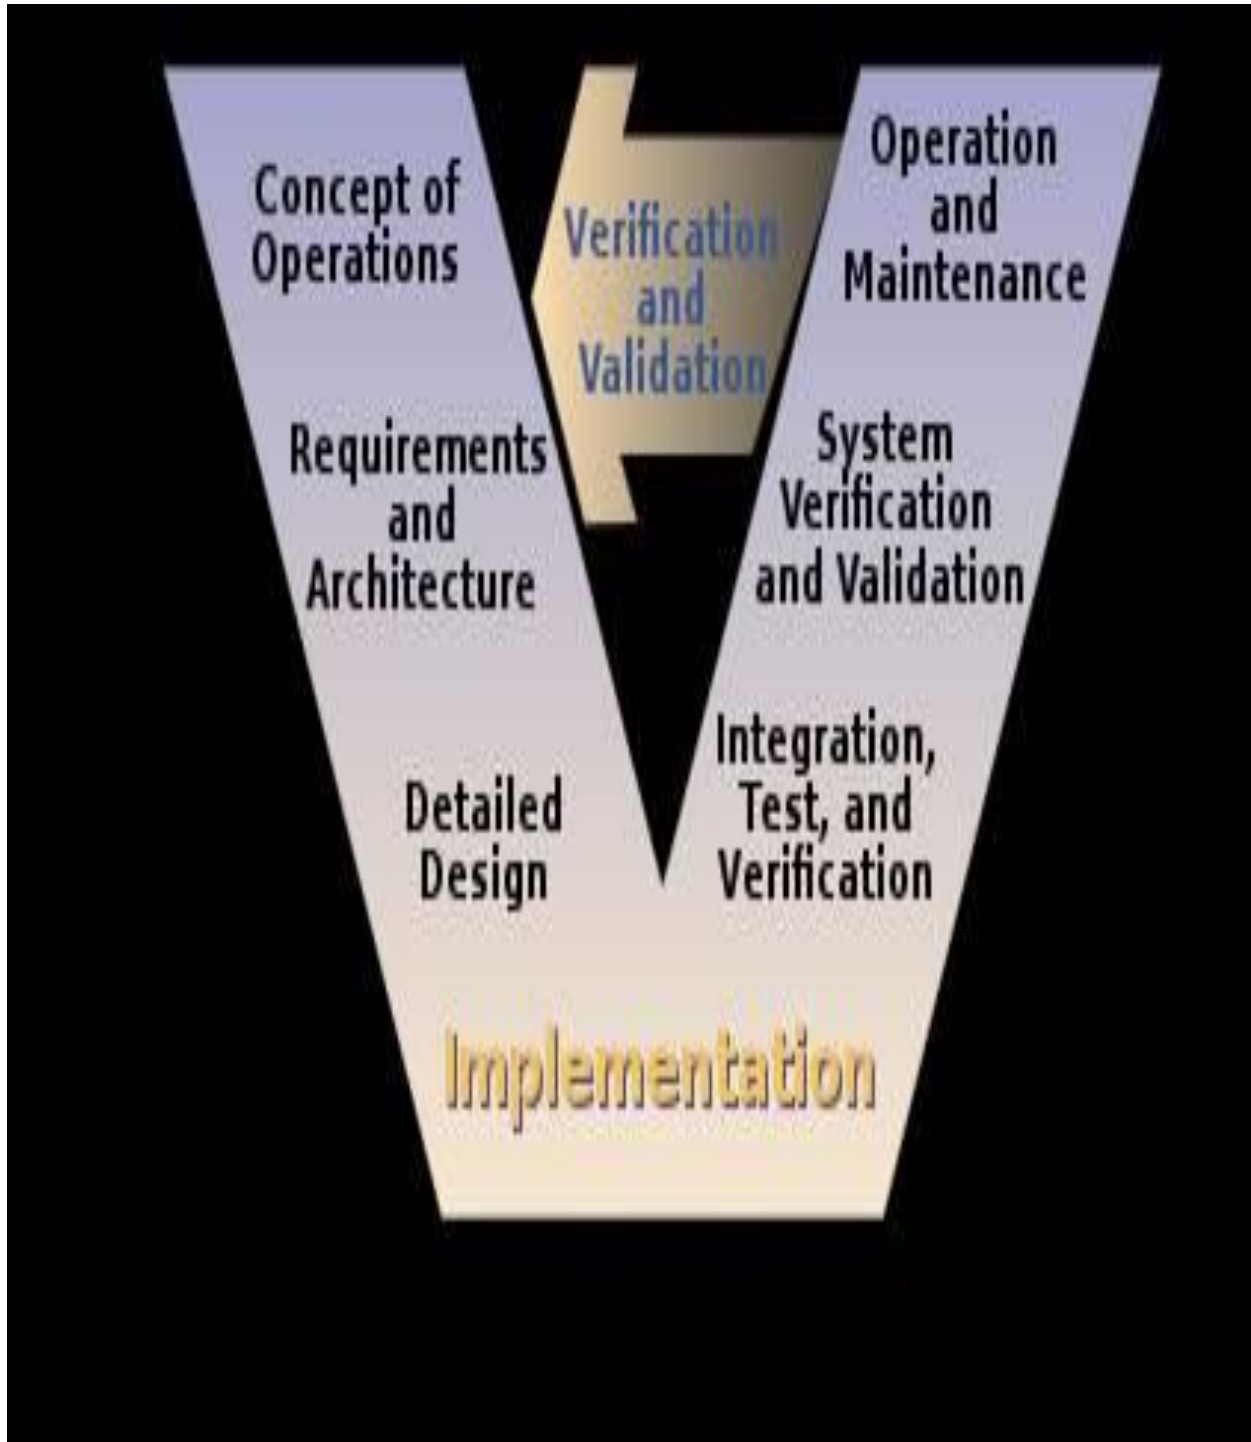 Concept of
Operations
Requirements
and
Architecture
Detailed
Design
Implementation
Integration,
Test, and
Verification
System
Verification
and Validation
Operation
and
Maintenance
Verification
and
Validation